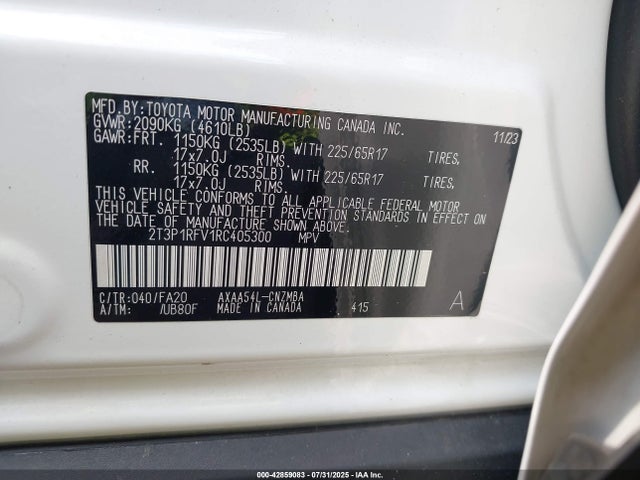 MFD. BY: TOYOTA MOTOR MANUFACTURING CANADA INC. 11/23
GVWR: 2090KG (4610LB)
GAWR: FRT. 1150KG (2535LB) WITH 225/65R17 TIRES,
17x7.0J RIMS.
RR. 1150KG (2535LB) WITH 225/65R17 TIRES,
17x7.0J RIMS.
THIS VEHICLE CONFORMS TO ALL APPLICABLE FEDERAL MOTOR
VEHICLE SAFETY AND THEFT PREVENTION STANDARDS IN EFFECT ON
THE DATE OF MANUFACTURE SHOWN ABOVE.
2T3P1RFV1RC405300 MPV
C/TR: 040/FA20 AXAA54L-CNZMBA 415 A
A/TM: /UB80F MADE IN CANADA
000-42859083 - 07/31/2025 - IAA Inc.